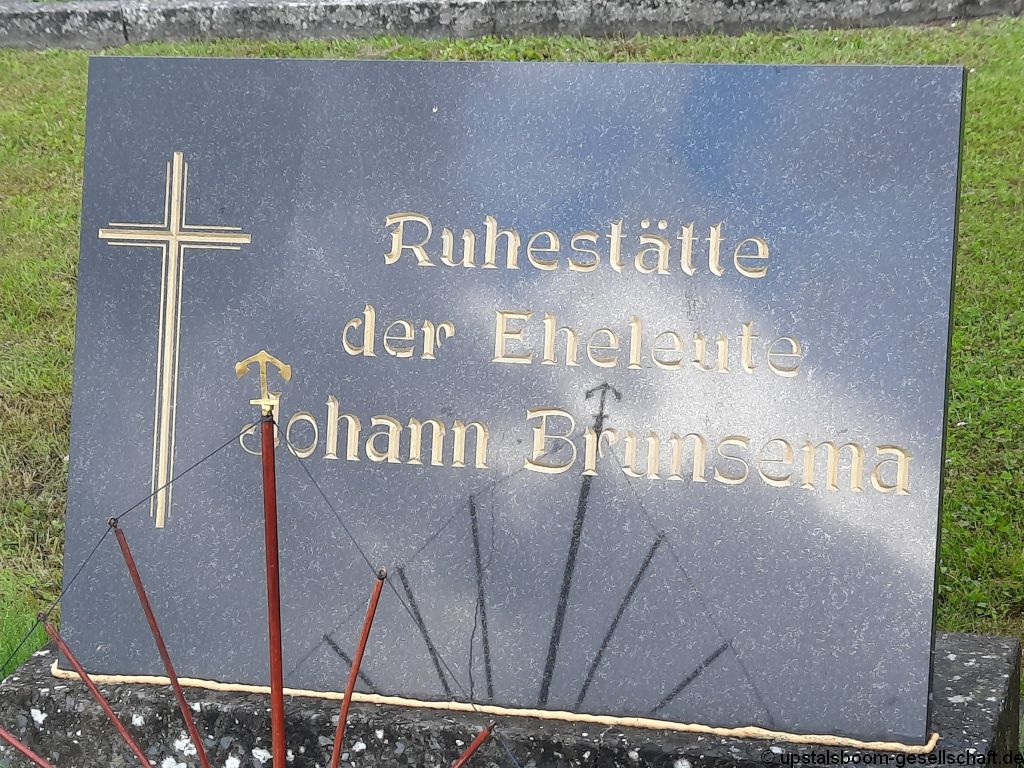 Ruhestätte
der Eheleute
Johann Brunsema
© upstalsboom-gesellschaft.de